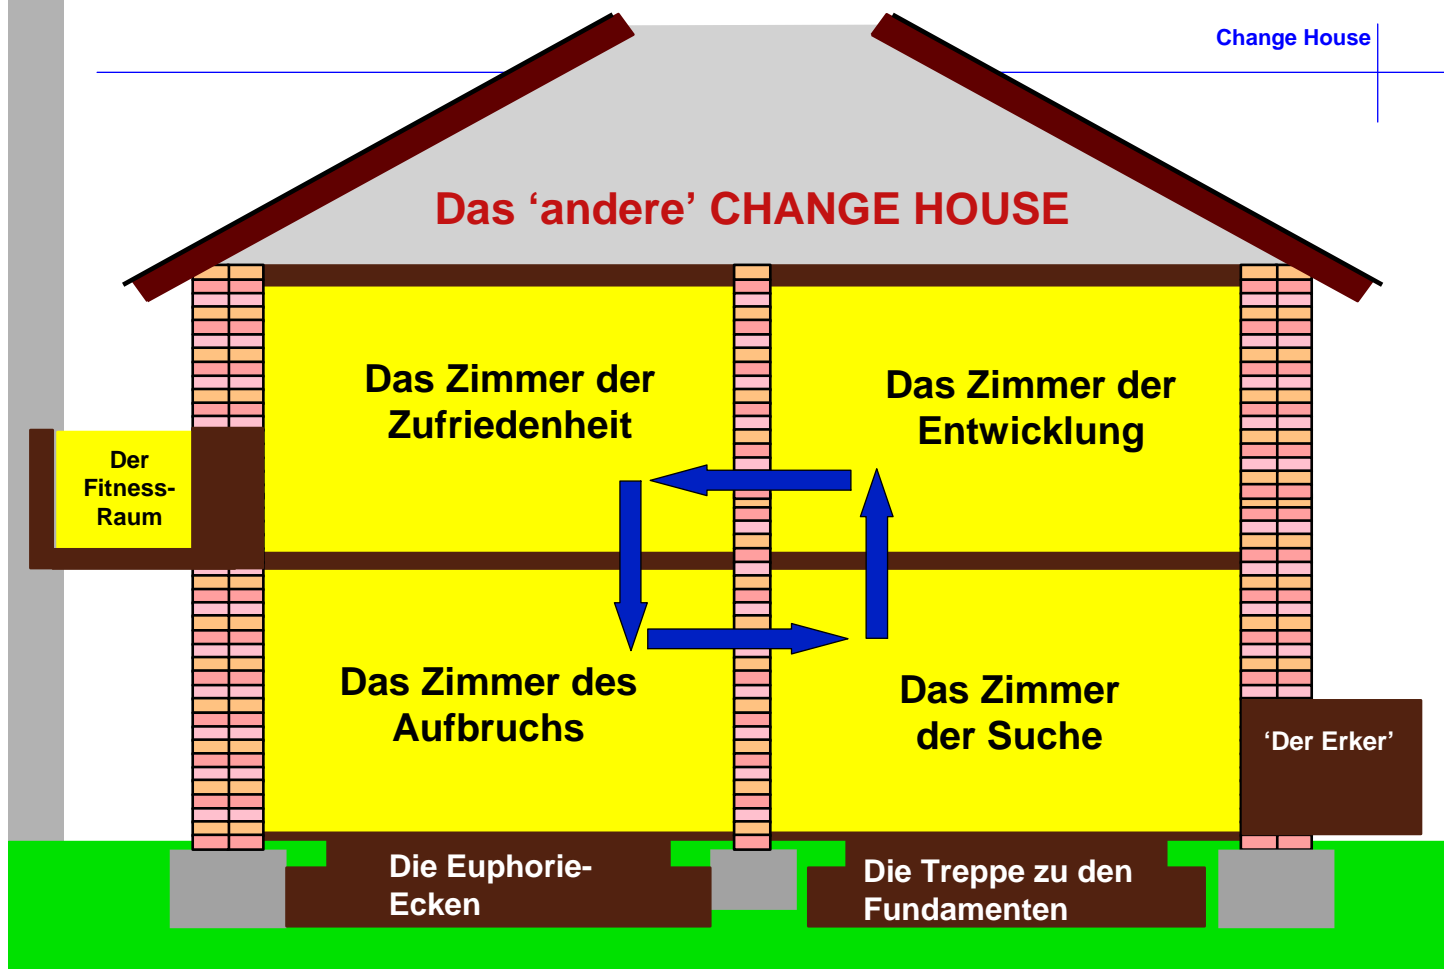 Change House
Das ‘andere’ CHANGE HOUSE
Das Zimmer der
Zufriedenheit
Das Zimmer der
Entwicklung
Der
Fitness-
Raum
Das Zimmer des
Aufbruchs
Das Zimmer
der Suche
‘Der Erker’
Die Euphorie-
Ecken
Die Treppe zu den
Fundamenten